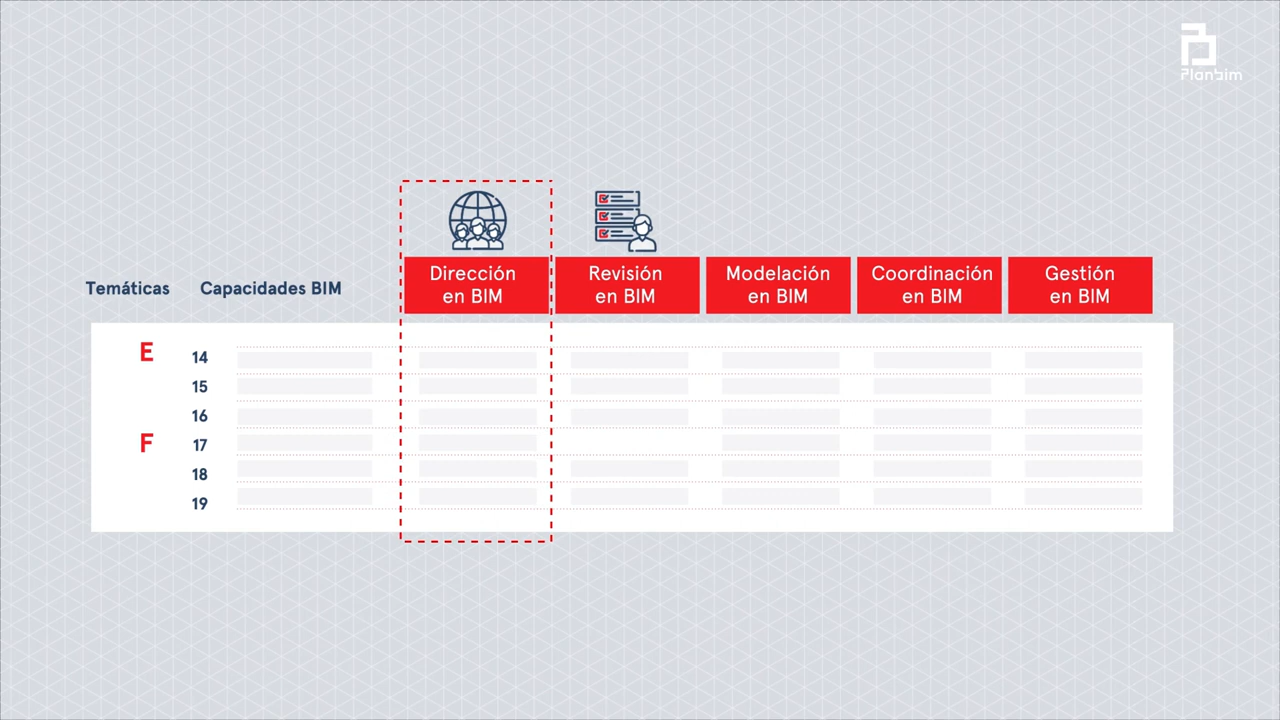 Planbim
Dirección
en BIM
Revisión
en BIM
Modelación
en BIM
Coordinación
en BIM
Gestión
en BIM
Temáticas
Capacidades BIM
E
14
15
16
F
17
18
19